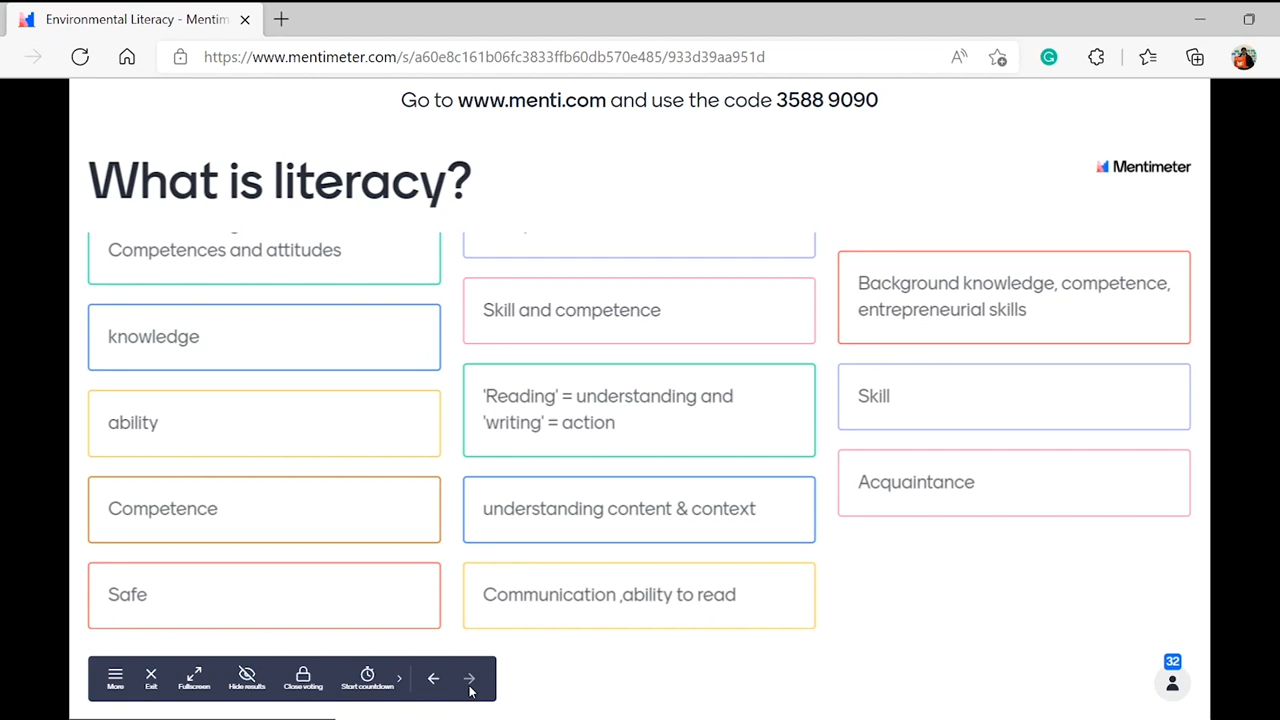 Environmental Literacy - Mentim
https://www.mentimeter.com/s/a60e8c161b06fc3833ffb60db570e485/933d39aa951d
Go to www.menti.com and use the code 3588 9090
What is literacy?
Mentimeter
Competences and attitudes
knowledge
ability
Competence
Safe
Skill and competence
'Reading' = understanding and
'writing' = action
understanding content & context
Communication ,ability to read
Background knowledge, competence,
entrepreneurial skills
Skill
Acquaintance
More
Exit
Fullscreen
Hide results
Close voting
Start countdown
32